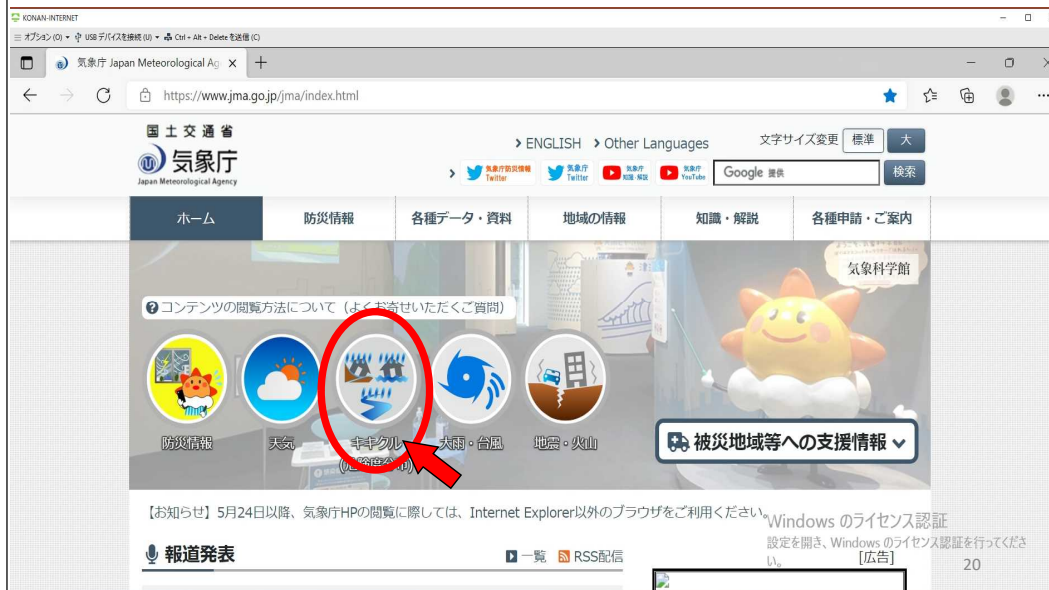 KONAN-INTERNET
オプション (O) USB デバイスを接続 (U) Ctrl + Alt + Delete を送信 (C)
気象庁 Japan Meteorological Ag
https://www.jma.go.jp/jma/index.html
国土交通省
気象庁
Japan Meteorological Agency
ENGLISH Other Languages
文字サイズ変更 標準 大
気象庁防災情報 Twitter
気象庁 Twitter
気象庁 知識・解説
気象庁 YouTube
Google 提供 検索
ホーム 防災情報 各種データ・資料 地域の情報 知識・解説 各種申請・ご案内
気象科学館
コンテンツの閲覧方法について（よくお寄せいただくご質問）
防災情報 天気 キキクル 大雨・台風 地震・火山
被災地域等への支援情報
【お知らせ】5月24日以降、気象庁HPの閲覧に際しては、Internet Explorer以外のブラウザをご利用ください。
Windows のライセンス認証
設定を開き、Windows のライセンス認証を行ってくださ
い。
報道発表 一覧 RSS配信
[広告]
20